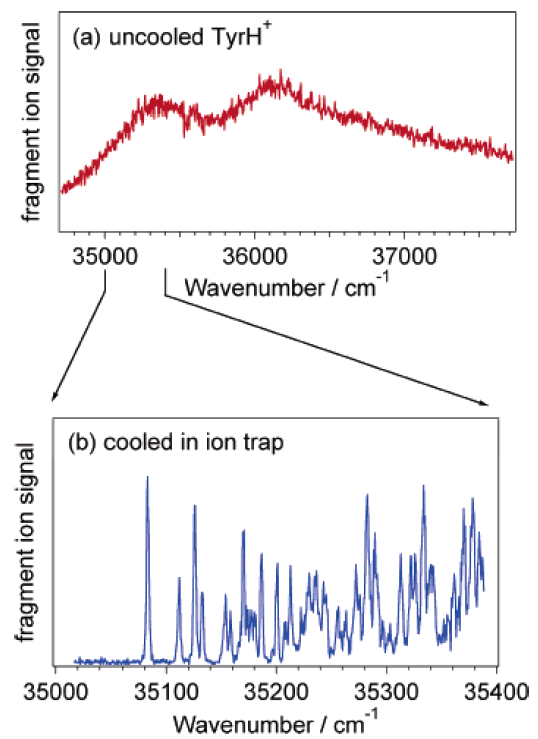 (a) uncooled TyrH⁺
fragment ion signal
35000 36000 37000
Wavenumber / cm⁻¹
(b) cooled in ion trap
fragment ion signal
35000 35100 35200 35300 35400
Wavenumber / cm⁻¹